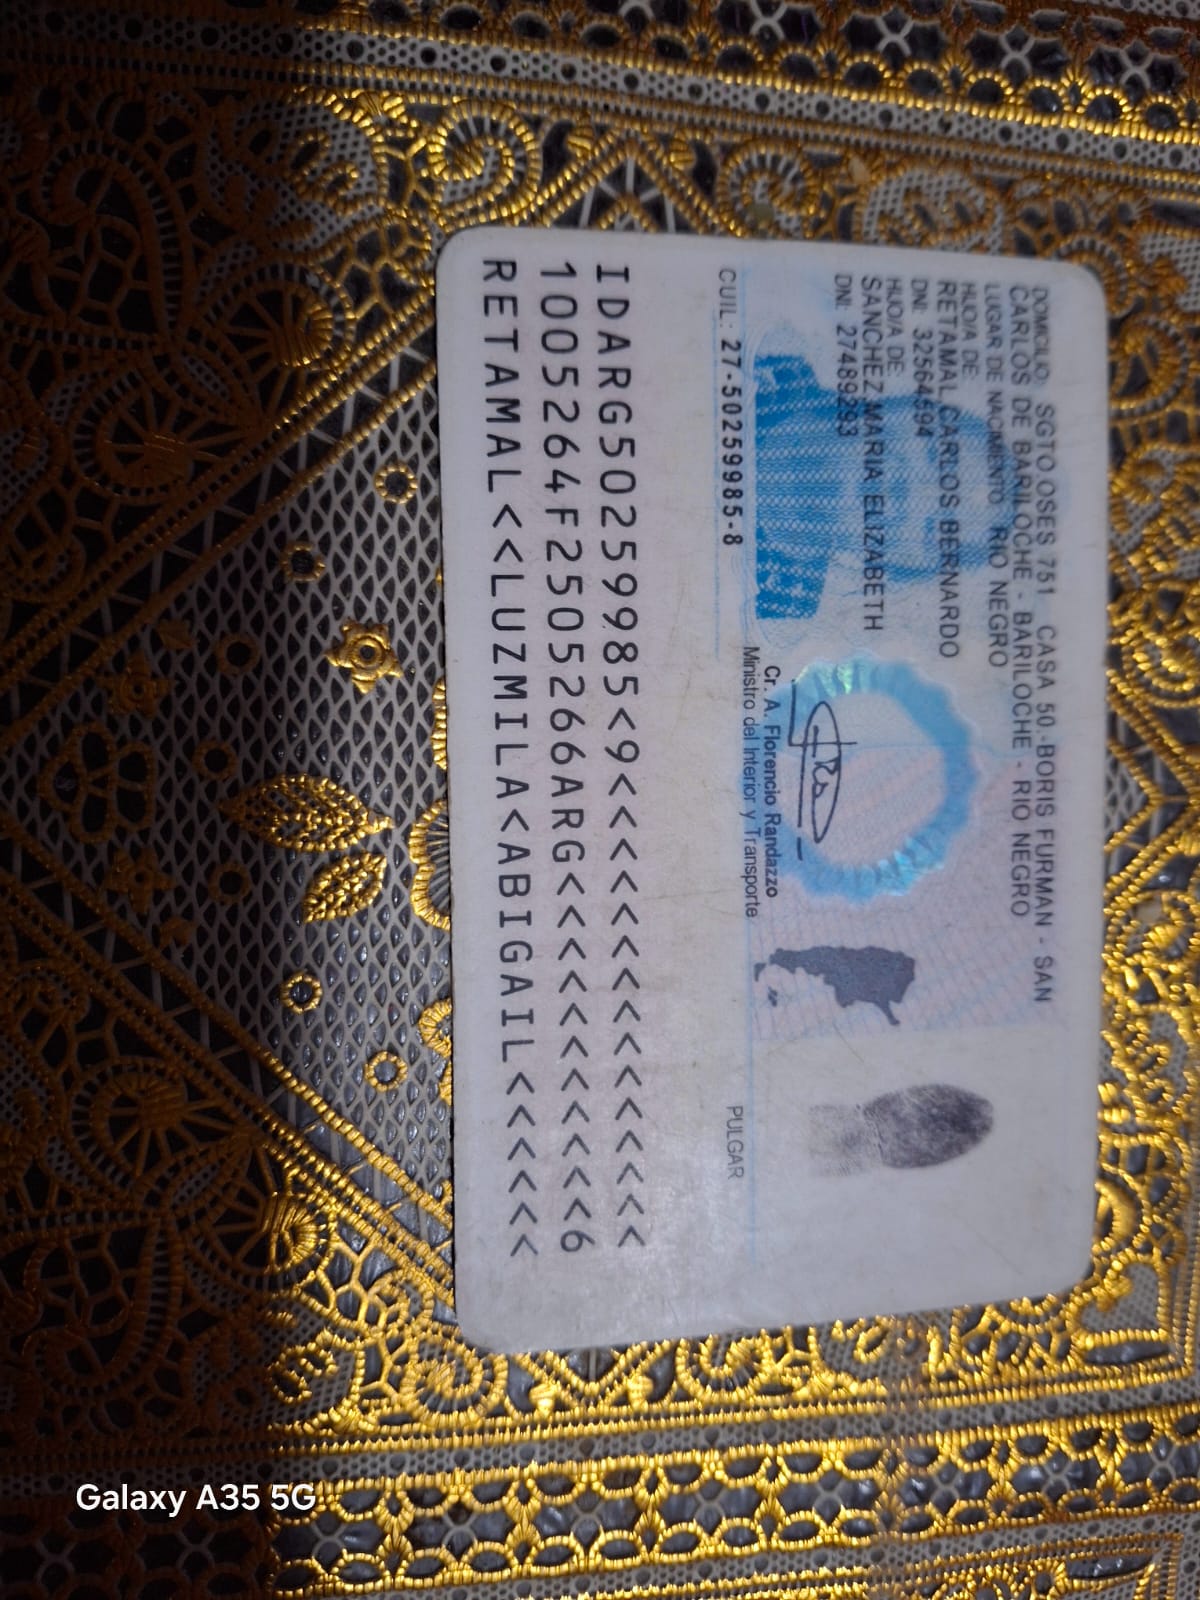 DOMICILIO: SGTO.OSES 751 CASA 50.-BORIS FURMAN - SAN
CARLOS DE BARILOCHE - BARILOCHE - RIO NEGRO
LUGAR DE NACIMIENTO: RIO NEGRO
HIJO/A DE:
RETAMAL,CARLOS BERNARDO
DNI: 32564694
HIJO/A DE:
SANCHEZ,MARIA ELIZABETH
DNI: 27489293
Cr. A. Florencio Randazzo
Ministro del Interior y Transporte
CUIL: 27-50259985-8
PULGAR
IDARG50259985<9<<<<<<<<<<<<<<<
1005264F2505266ARG<<<<<<<<<<<6
RETAMAL<<LUZMILA<ABIGAIL<<<<<<
Galaxy A35 5G